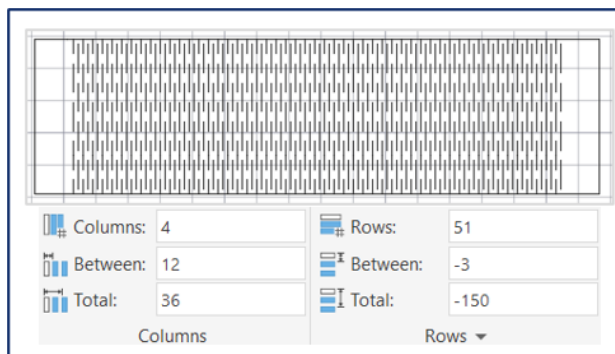 Columns: 4 Rows: 51
Between: 12 Between: -3
Total: 36 Total: -150
Columns Rows